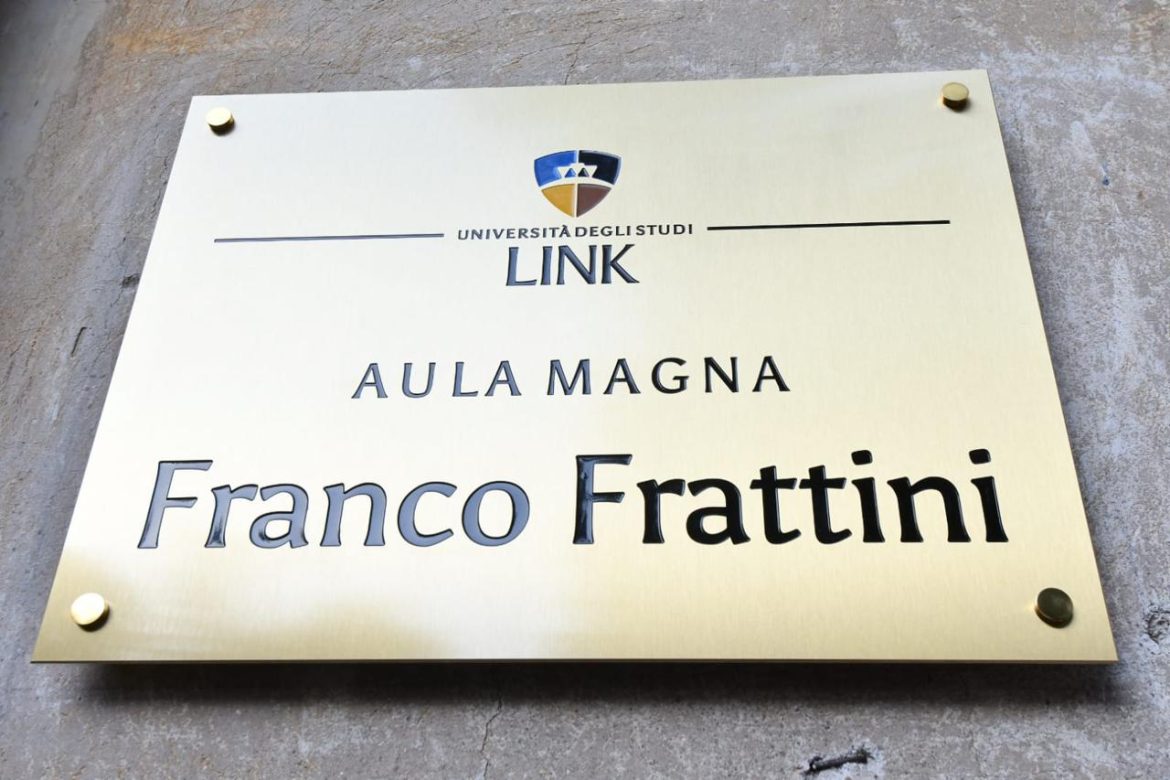 UNIVERSITÀ DEGLI STUDI
LINK
AULA MAGNA
Franco Frattini